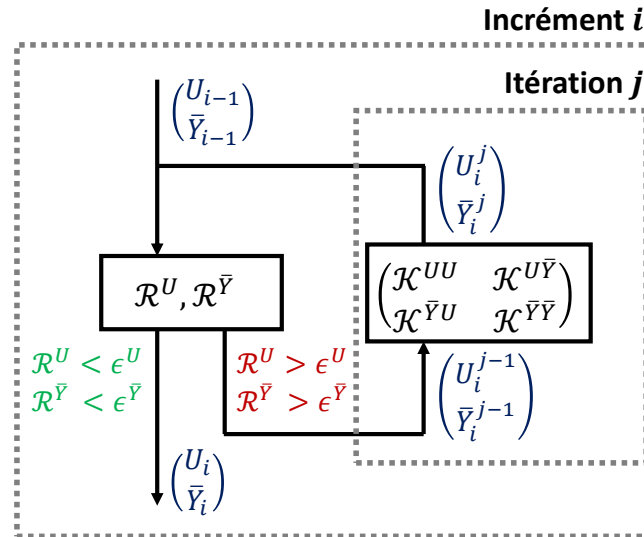 Incrément i
Itération j
(U_{i-1}
Ȳ_{i-1})
(U_i^j
Ȳ_i^j)
ℛ^U, ℛ^Ȳ
(𝒦^{UU} 𝒦^{UȲ}
𝒦^{ȲU} 𝒦^{ȲȲ})
ℛ^U < ϵ^U
ℛ^Ȳ < ϵ^Ȳ
ℛ^U > ϵ^U
ℛ^Ȳ > ϵ^Ȳ
(U_i^{j-1}
Ȳ_i^{j-1})
(U_i
Ȳ_i)